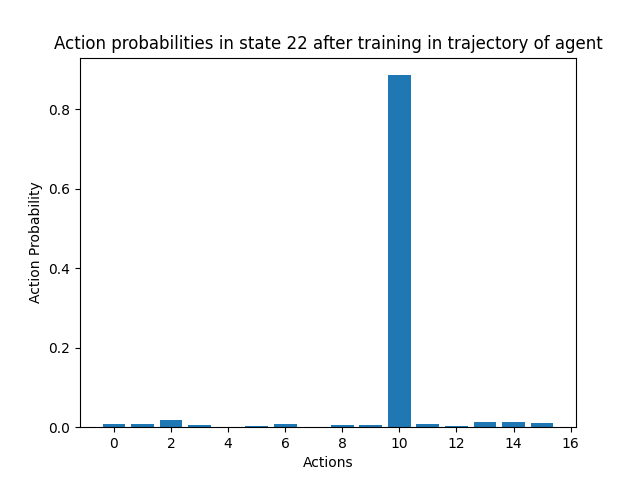 Action probabilities in state 22 after training in trajectory of agent
Action Probability
0.8
0.6
0.4
0.2
0.0
0 2 4 6 8 10 12 14 16
Actions